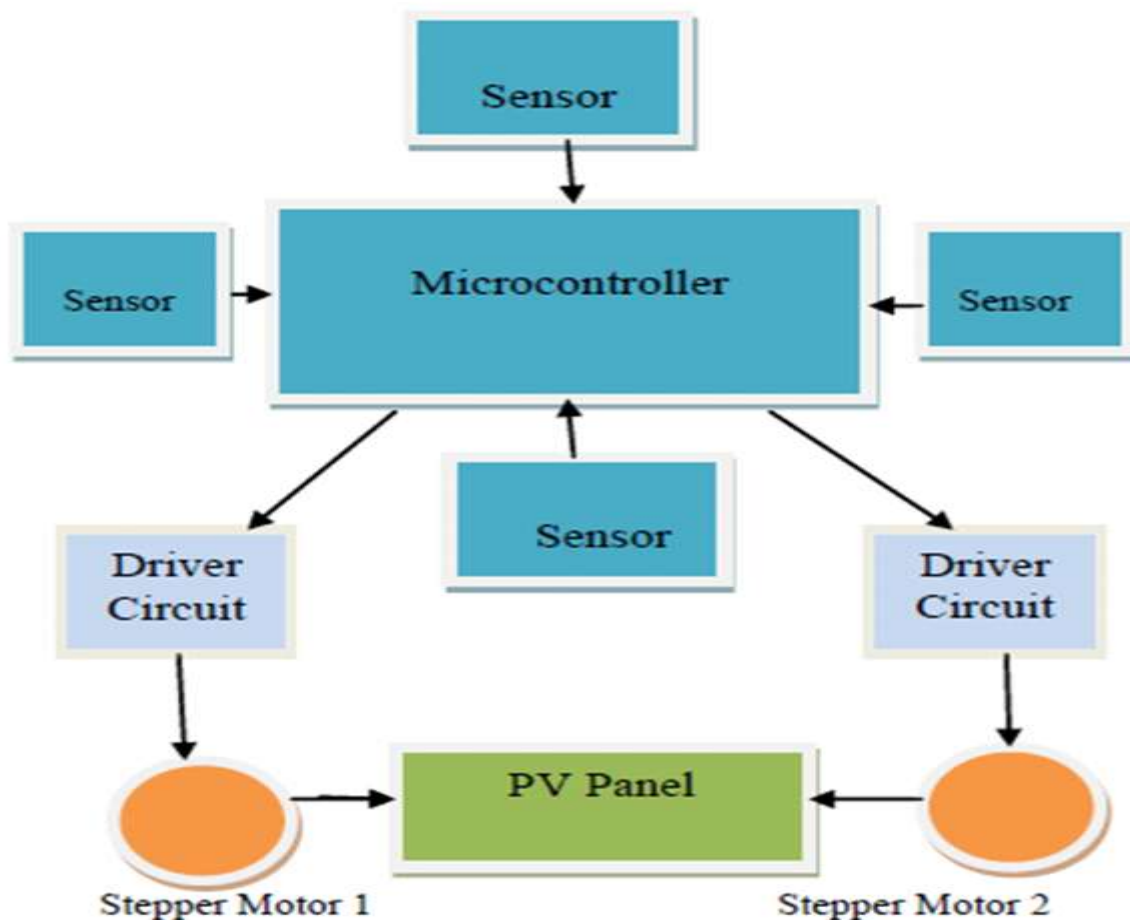 Sensor
Microcontroller
Sensor
Sensor
Sensor
Driver
Circuit
Driver
Circuit
PV Panel
Stepper Motor 1
Stepper Motor 2